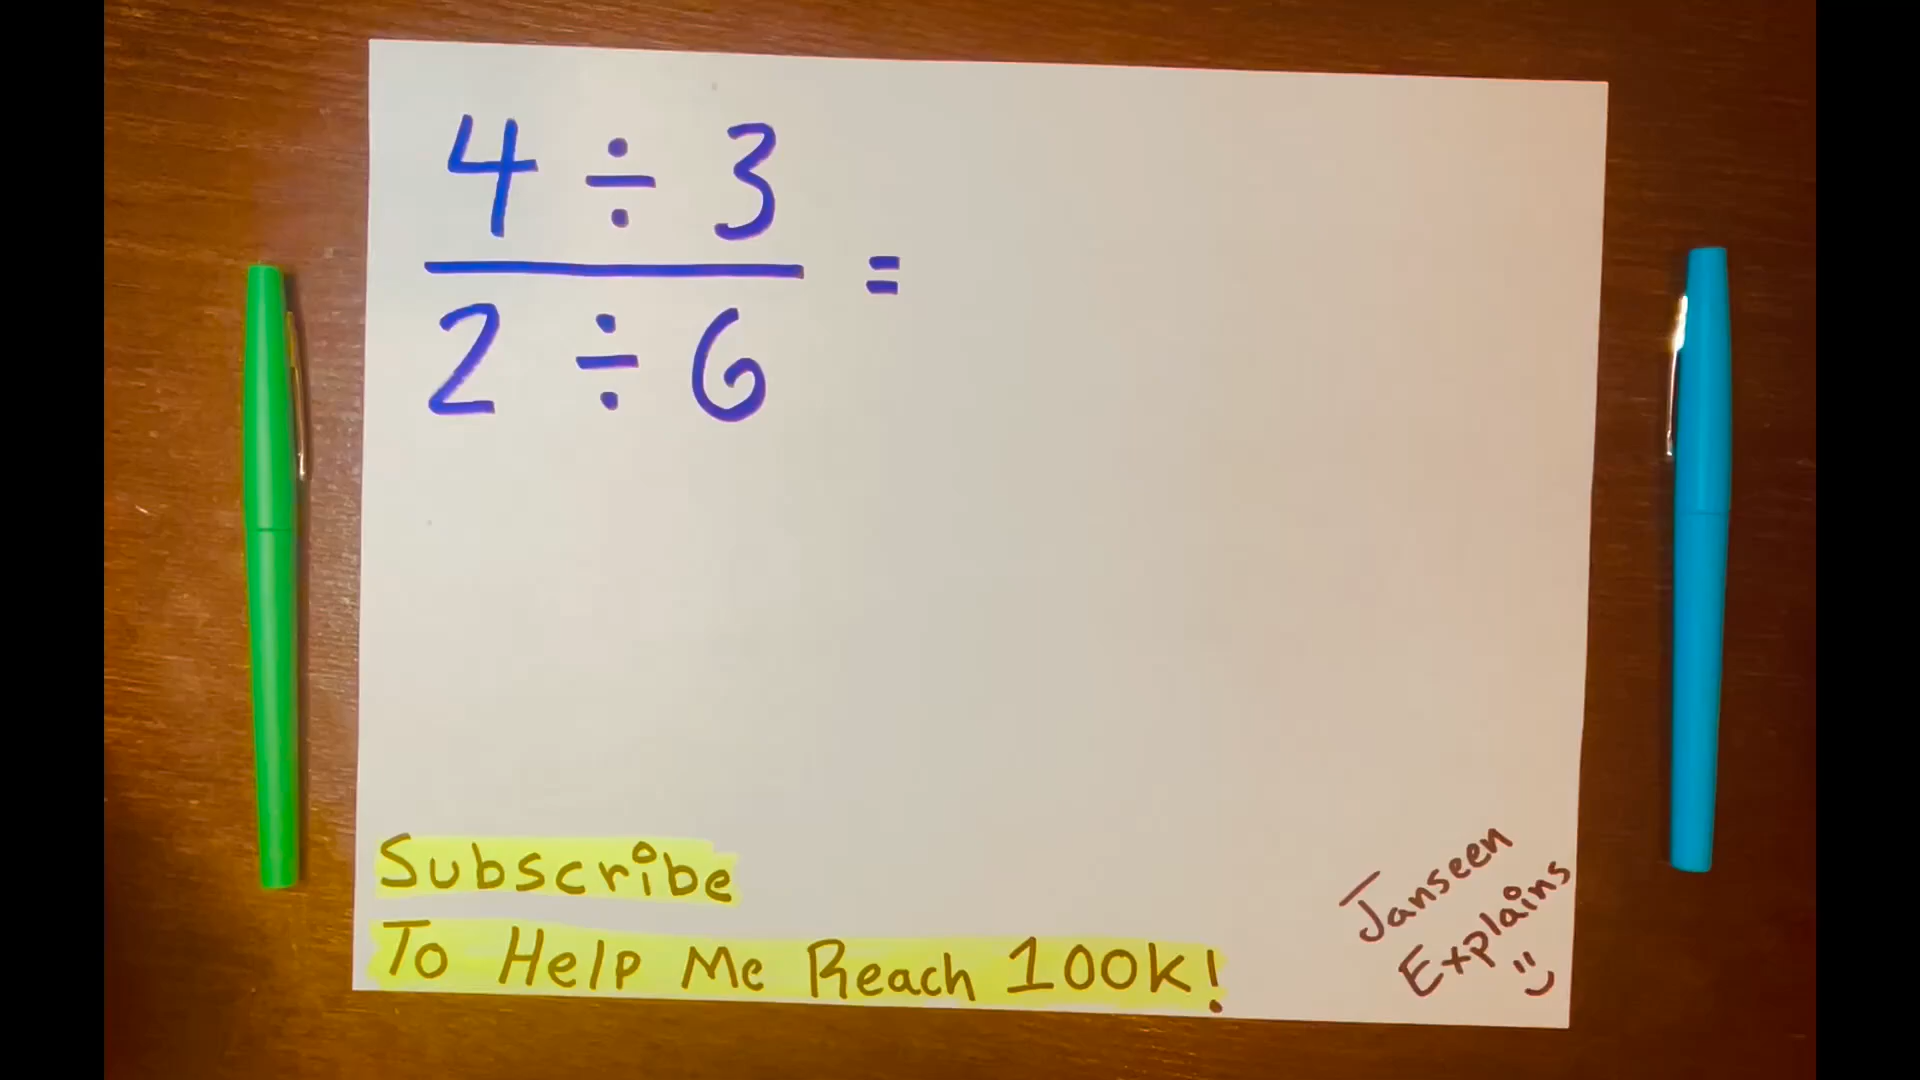 4 ÷ 3
=
2 ÷ 6
Subscribe
To Help Me Reach 100k!
Janseen
Explains